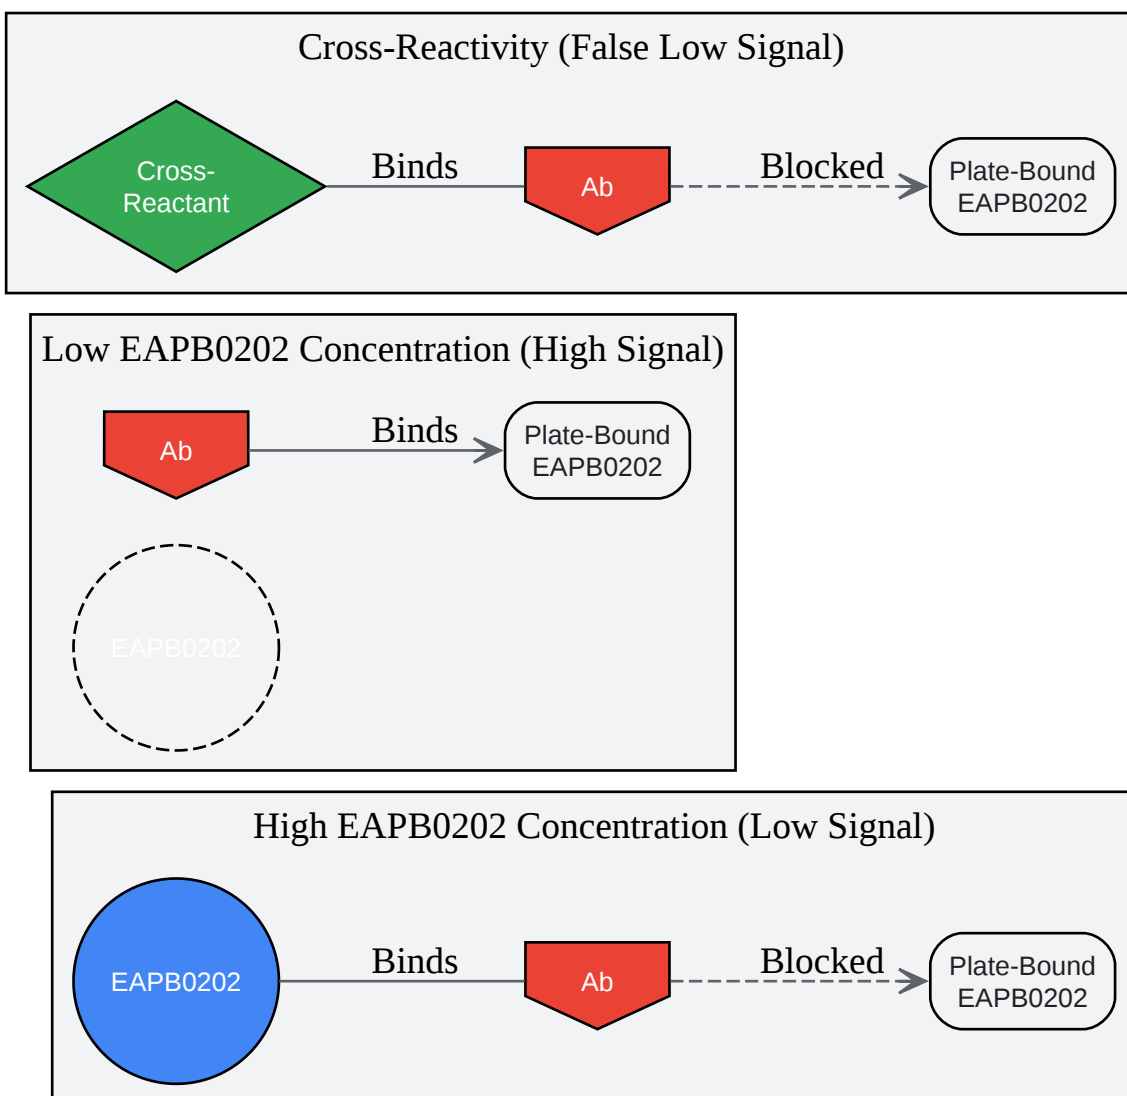 Cross-Reactivity (False Low Signal)
Cross-
Reactant
Binds
Ab
Blocked
Plate-Bound
EAPB0202
Low EAPB0202 Concentration (High Signal)
Ab
Binds
Plate-Bound
EAPB0202
EAPB0202
High EAPB0202 Concentration (Low Signal)
EAPB0202
Binds
Ab
Blocked
Plate-Bound
EAPB0202